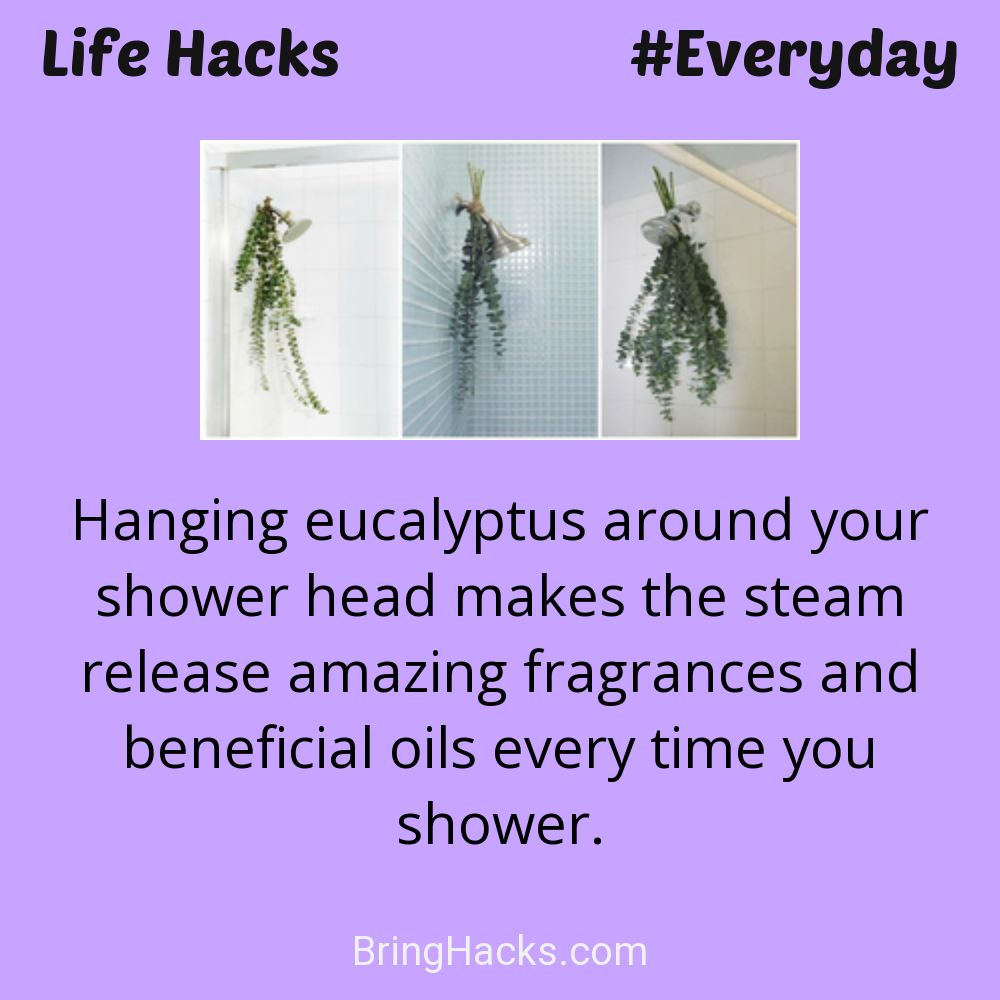 Life Hacks #Everyday
Hanging eucalyptus around your
shower head makes the steam
release amazing fragrances and
beneficial oils every time you
shower.
BringHacks.com